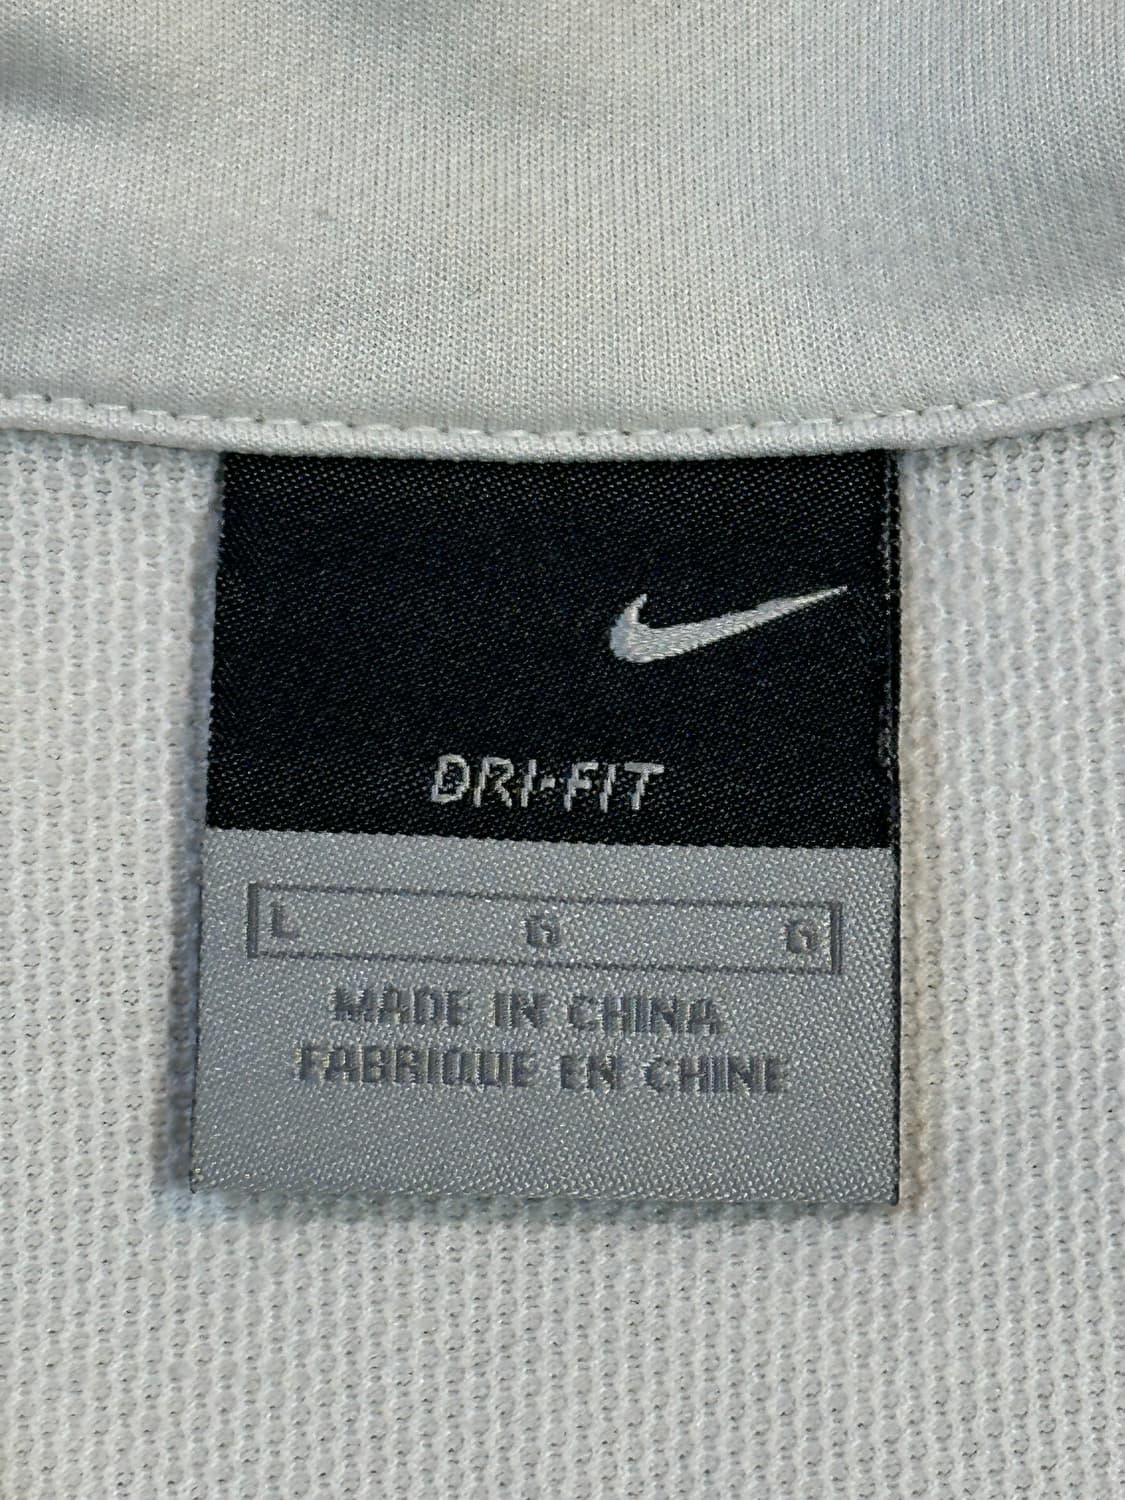 DRI-FIT
L G G
MADE IN CHINA
FABRIQUE EN CHINE